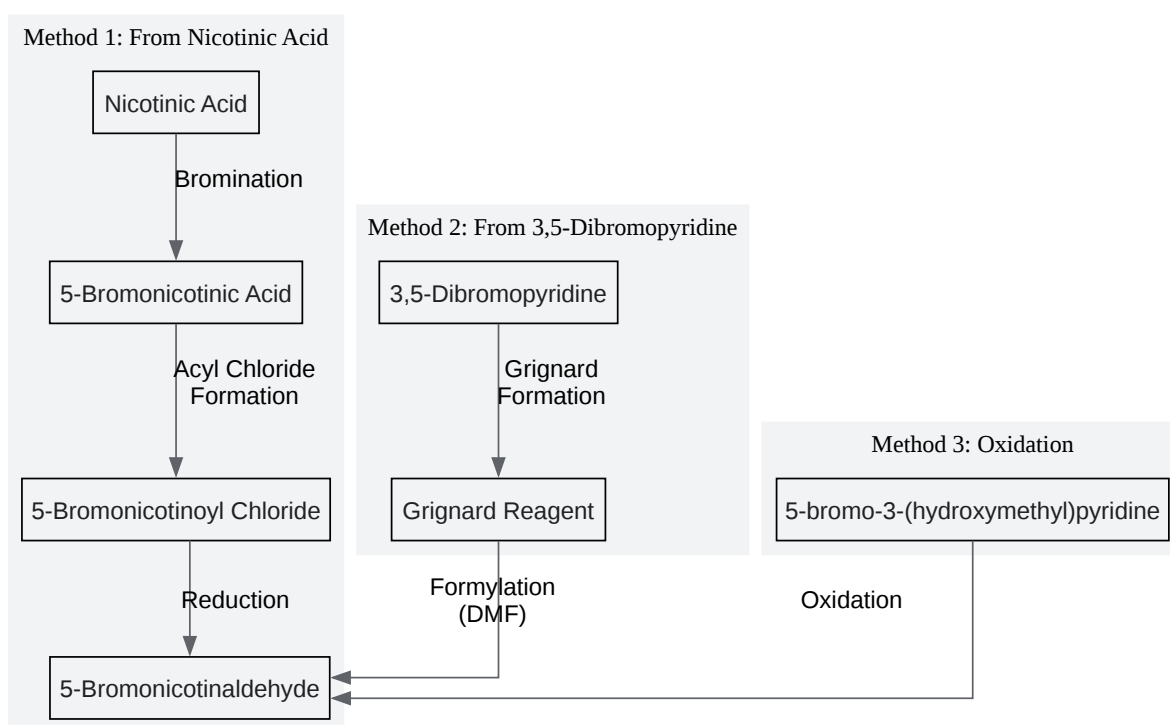 Method 1: From Nicotinic Acid
Nicotinic Acid
Bromination
5-Bromonicotinic Acid
Acyl Chloride
Formation
5-Bromonicotinoyl Chloride
Reduction
5-Bromonicotinaldehyde
Method 2: From 3,5-Dibromopyridine
3,5-Dibromopyridine
Grignard
Formation
Grignard Reagent
Formylation
(DMF)
Method 3: Oxidation
5-bromo-3-(hydroxymethyl)pyridine
Oxidation